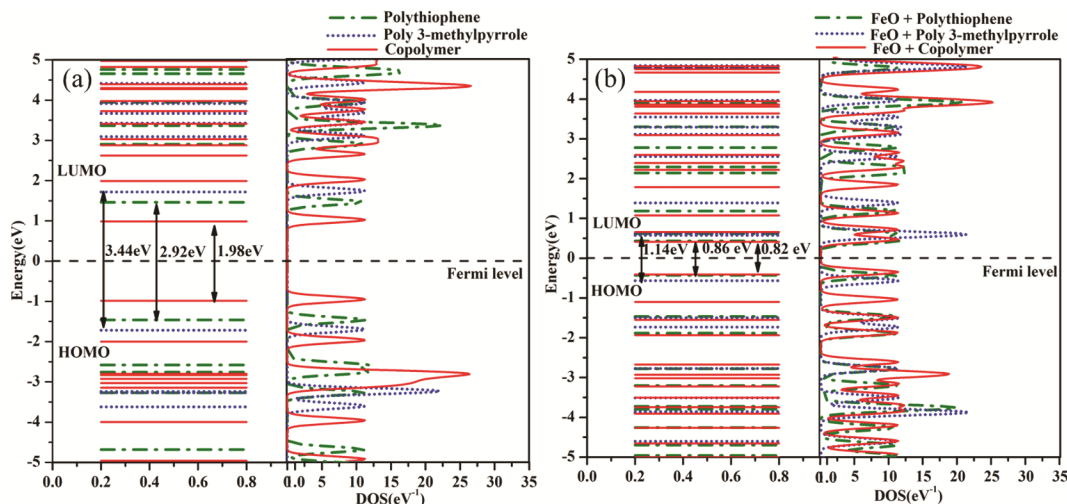 Polythiophene
Poly 3-methylpyrrole
Copolymer
(a)
Energy(eV)
5
4
3
2
1
0
-1
-2
-3
-4
-5
LUMO
HOMO
3.44eV
2.92eV
1.98eV
Fermi level
0.0 0.2 0.4 0.6 0.8 1.0 0 5 10 15 20 25 30 35
DOS(eV⁻¹)
FeO + Polythiophene
FeO + Poly 3-methylpyrrole
FeO + Copolymer
(b)
Energy(eV)
5
4
3
2
1
0
-1
-2
-3
-4
-5
LUMO
HOMO
1.14eV
0.86 eV
0.82 eV
Fermi level
0.0 0.2 0.4 0.6 0.8 1.0 5 10 15 20 25 30 35
DOS(eV⁻¹)